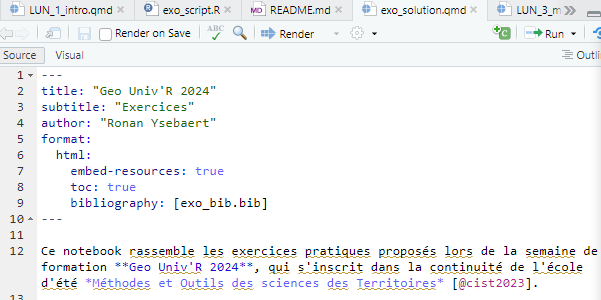 LUN_1_intro.qmd exo_script.R README.md exo_solution.qmd LUN_3_m
Render on Save ABC Render Run
Source Visual Outli
1 ---
2 title: "Geo Univ'R 2024"
3 subtitle: "Exercices"
4 author: "Ronan Ysebaert"
5 format:
6 html:
7 embed-resources: true
8 toc: true
9 bibliography: [exo_bib.bib]
10 ---
11
12 Ce notebook rassemble les exercices pratiques proposés lors de la semaine de
formation **Geo Univ'R 2024**, qui s'inscrit dans la continuité de l'école
d'été *Méthodes et Outils des sciences des Territoires* [@cist2023].
13